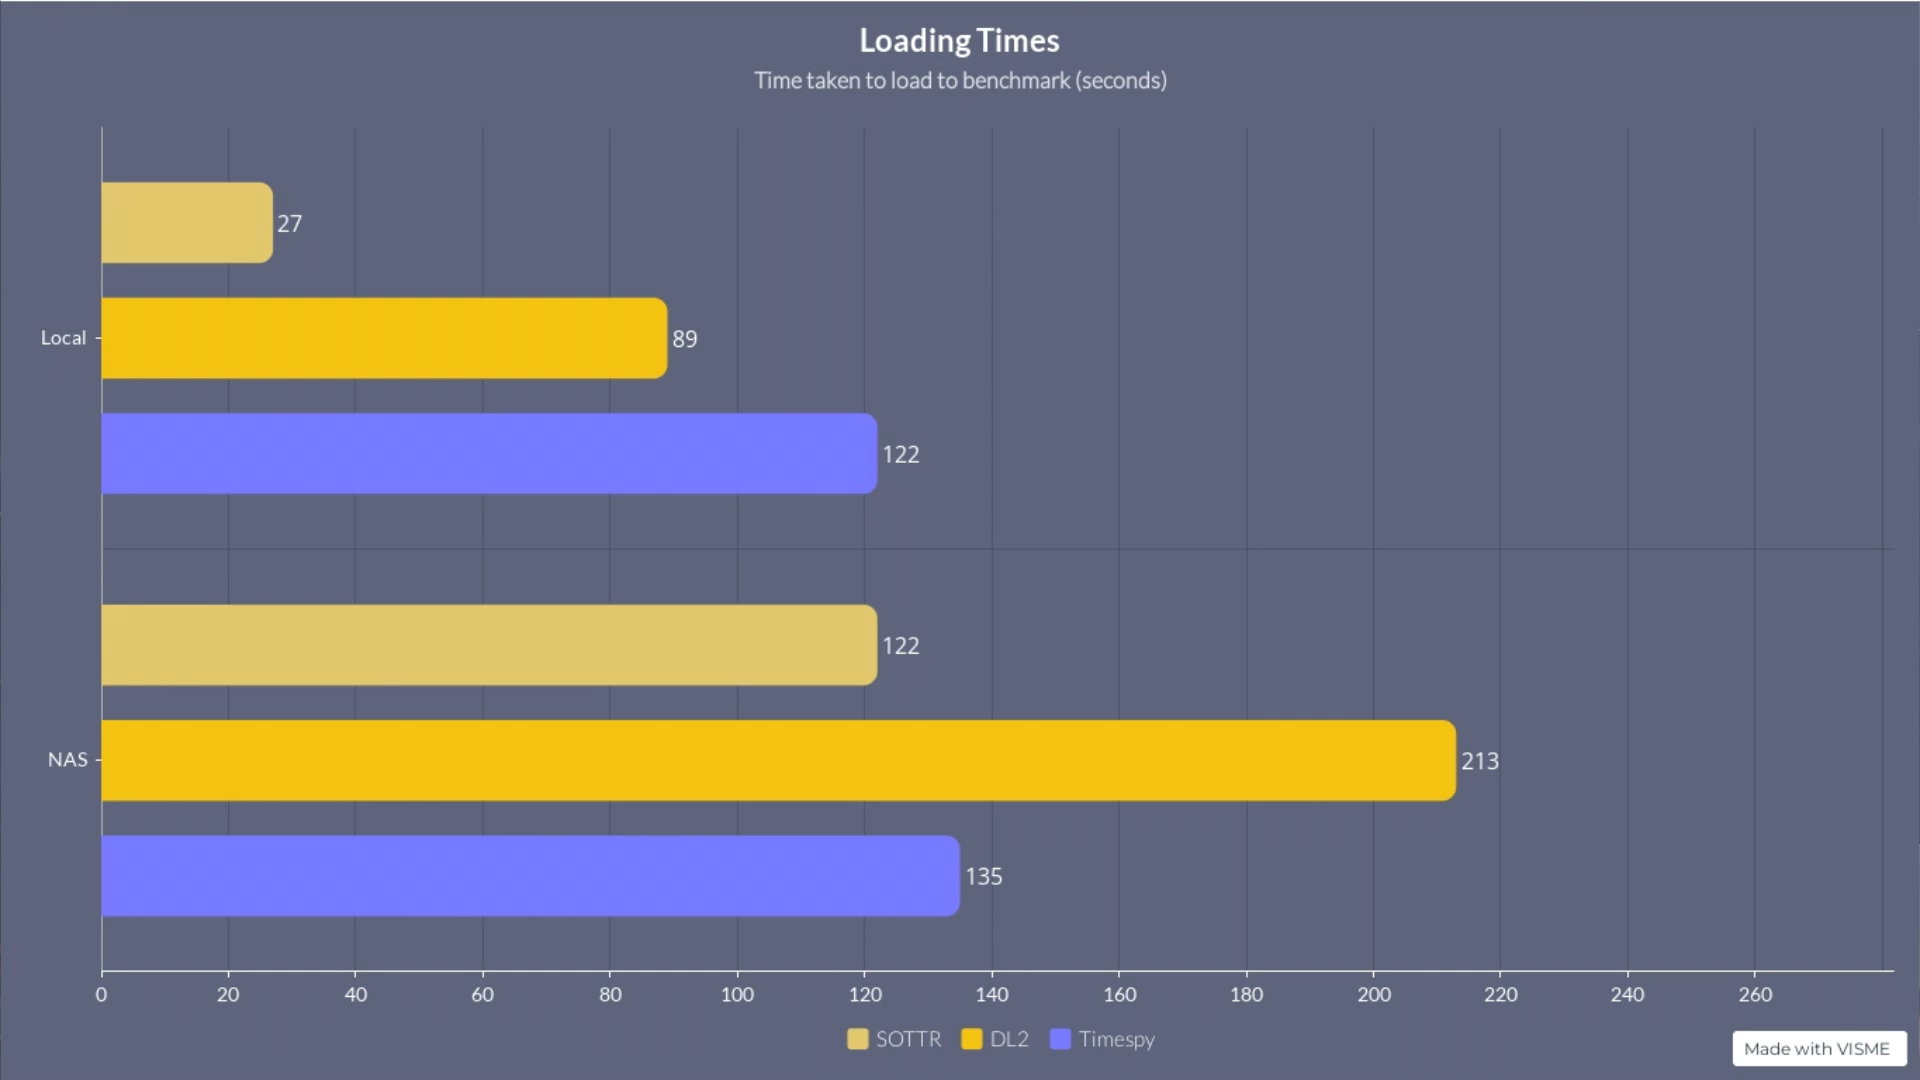 Loading Times
Time taken to load to benchmark (seconds)
27
Local
89
122
122
NAS
213
135
0 20 40 60 80 100 120 140 160 180 200 220 240 260
SOTTR DL2 Timespy
Made with VISME